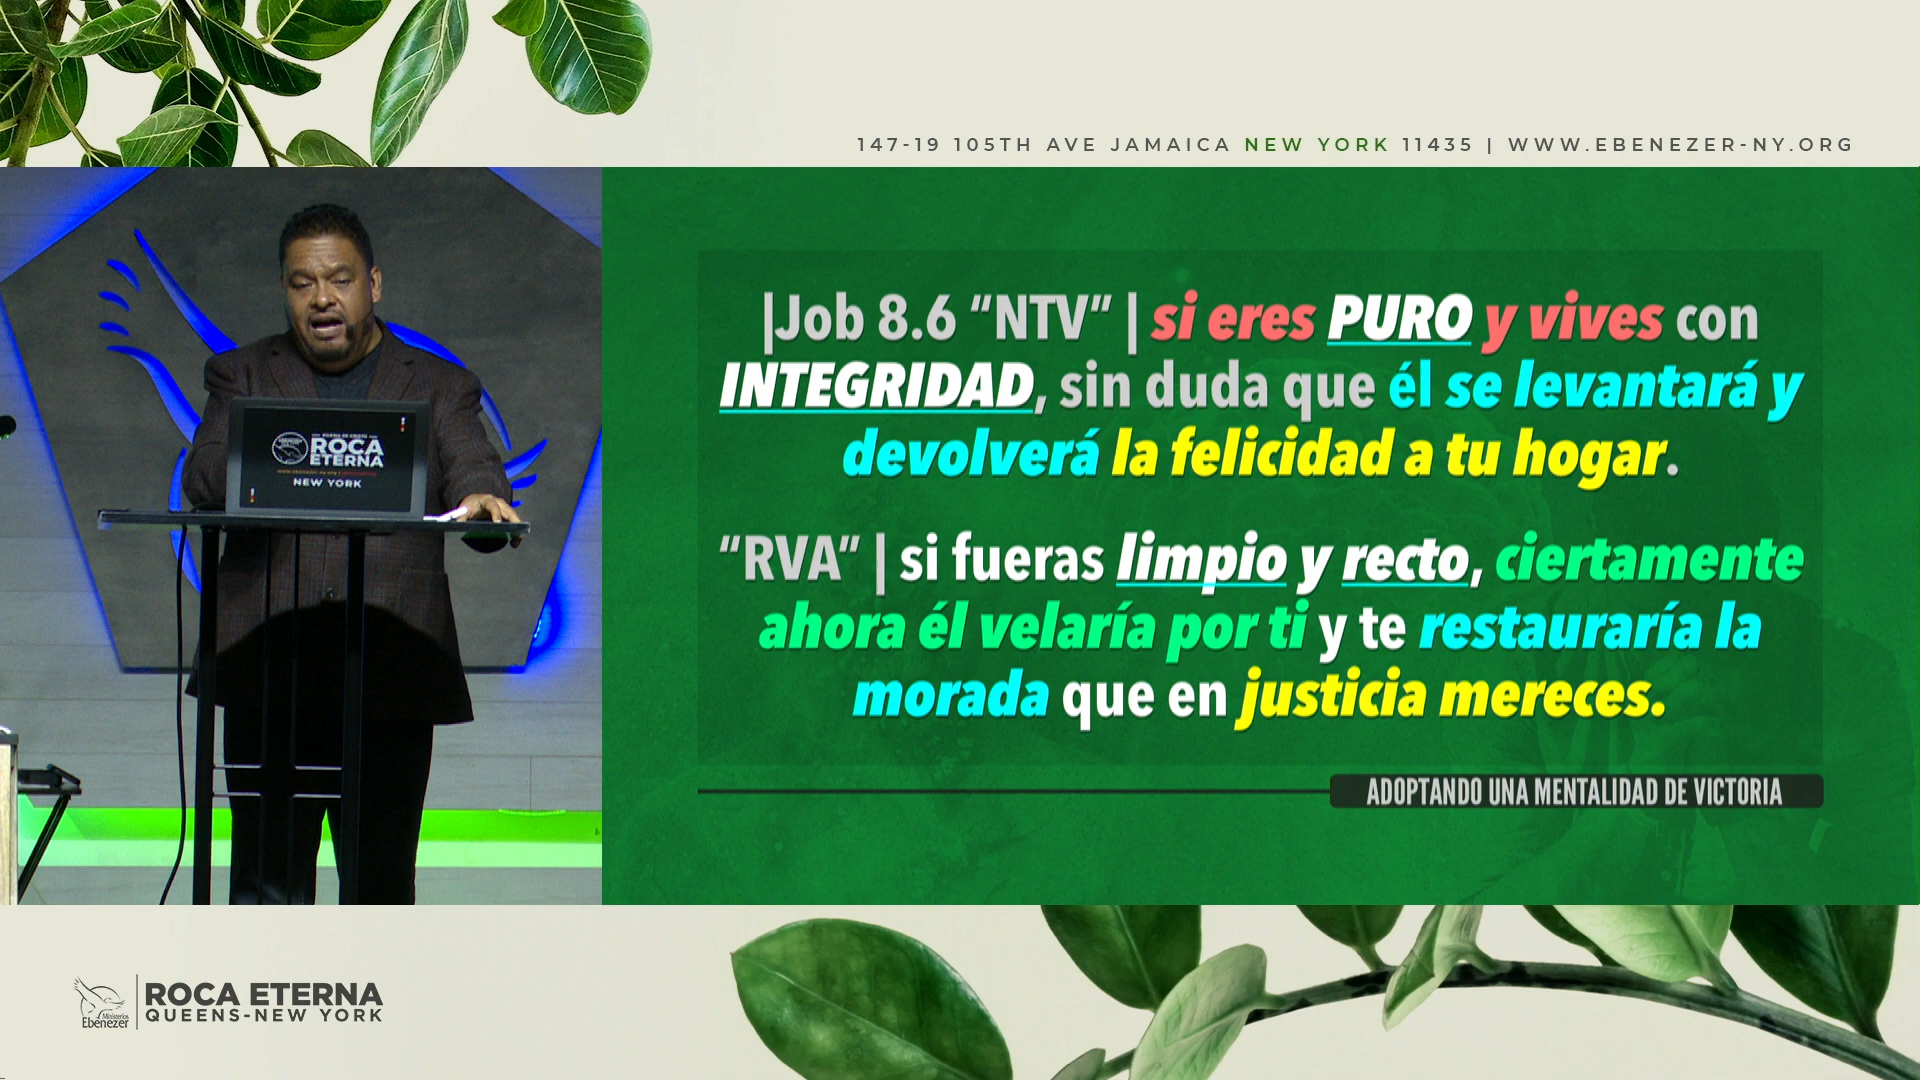 147-19 105TH AVE JAMAICA NEW YORK 11435 | WWW.EBENEZER-NY.ORG
|Job 8.6 “NTV” | si eres PURO y vives con
INTEGRIDAD, sin duda que él se levantará y
devolverá la felicidad a tu hogar.
“RVA” | si fueras limpio y recto, ciertamente
ahora él velaría por ti y te restauraría la
morada que en justicia mereces.
ADOPTANDO UNA MENTALIDAD DE VICTORIA
ROCA
ETERNA
NEW YORK
Ministerios
Ebenezer
ROCA ETERNA
QUEENS-NEW YORK